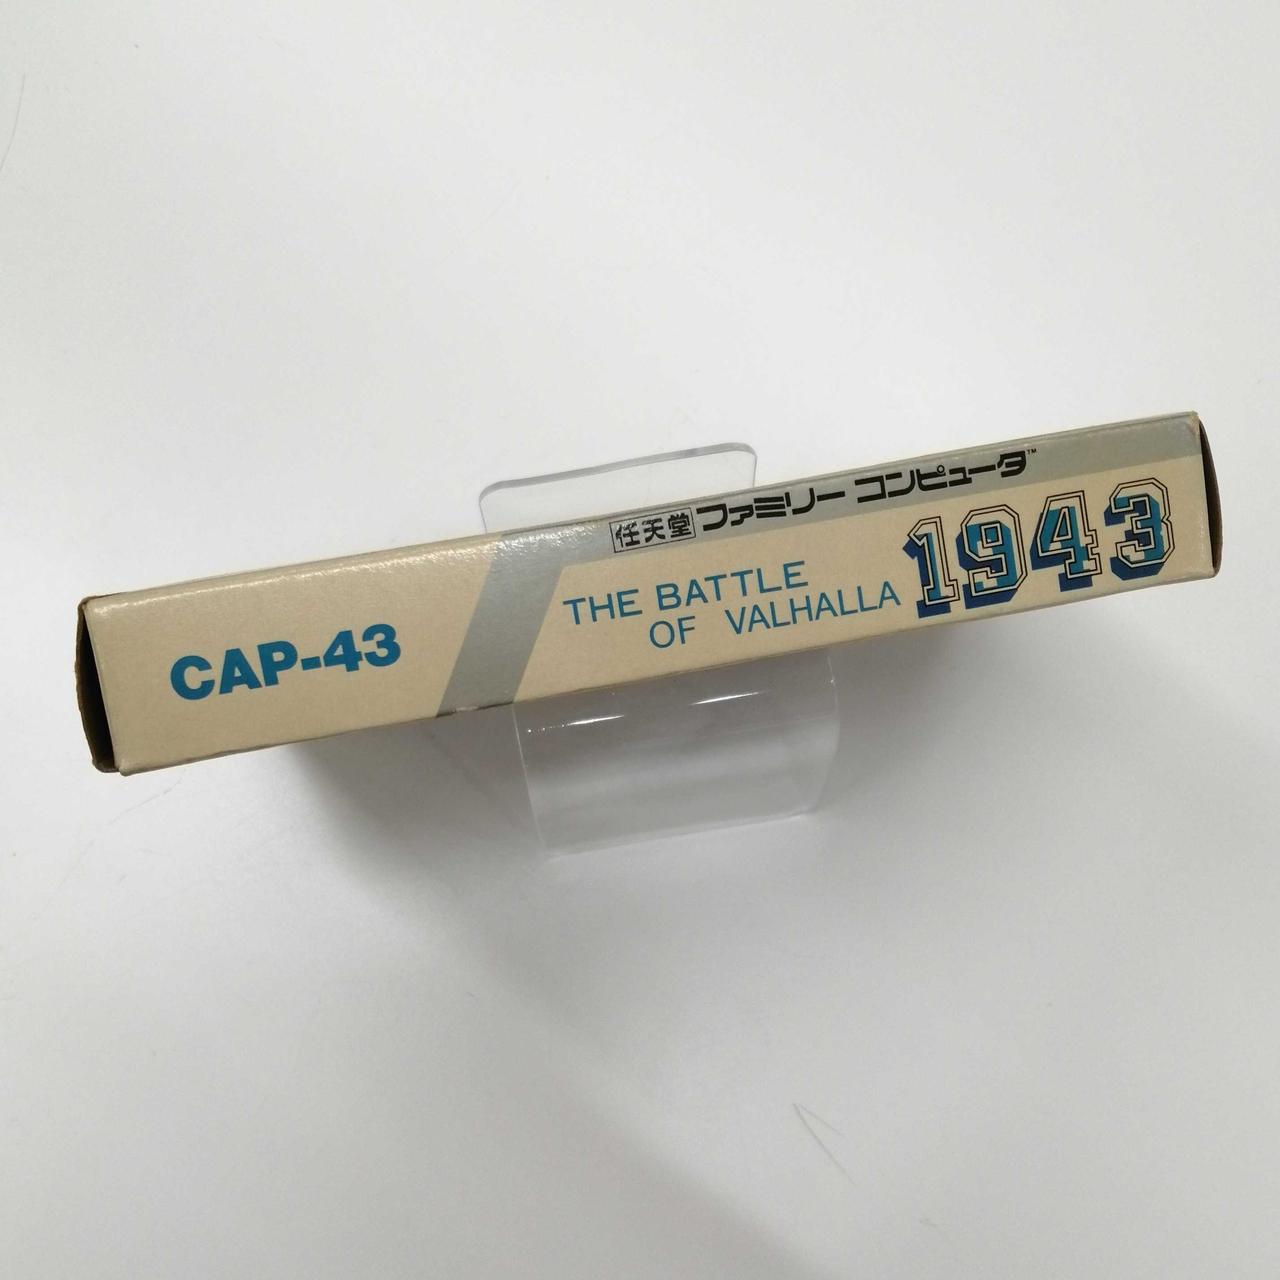 任天堂 ファミリー コンピュータ™
CAP-43
THE BATTLE
OF VALHALLA
1943